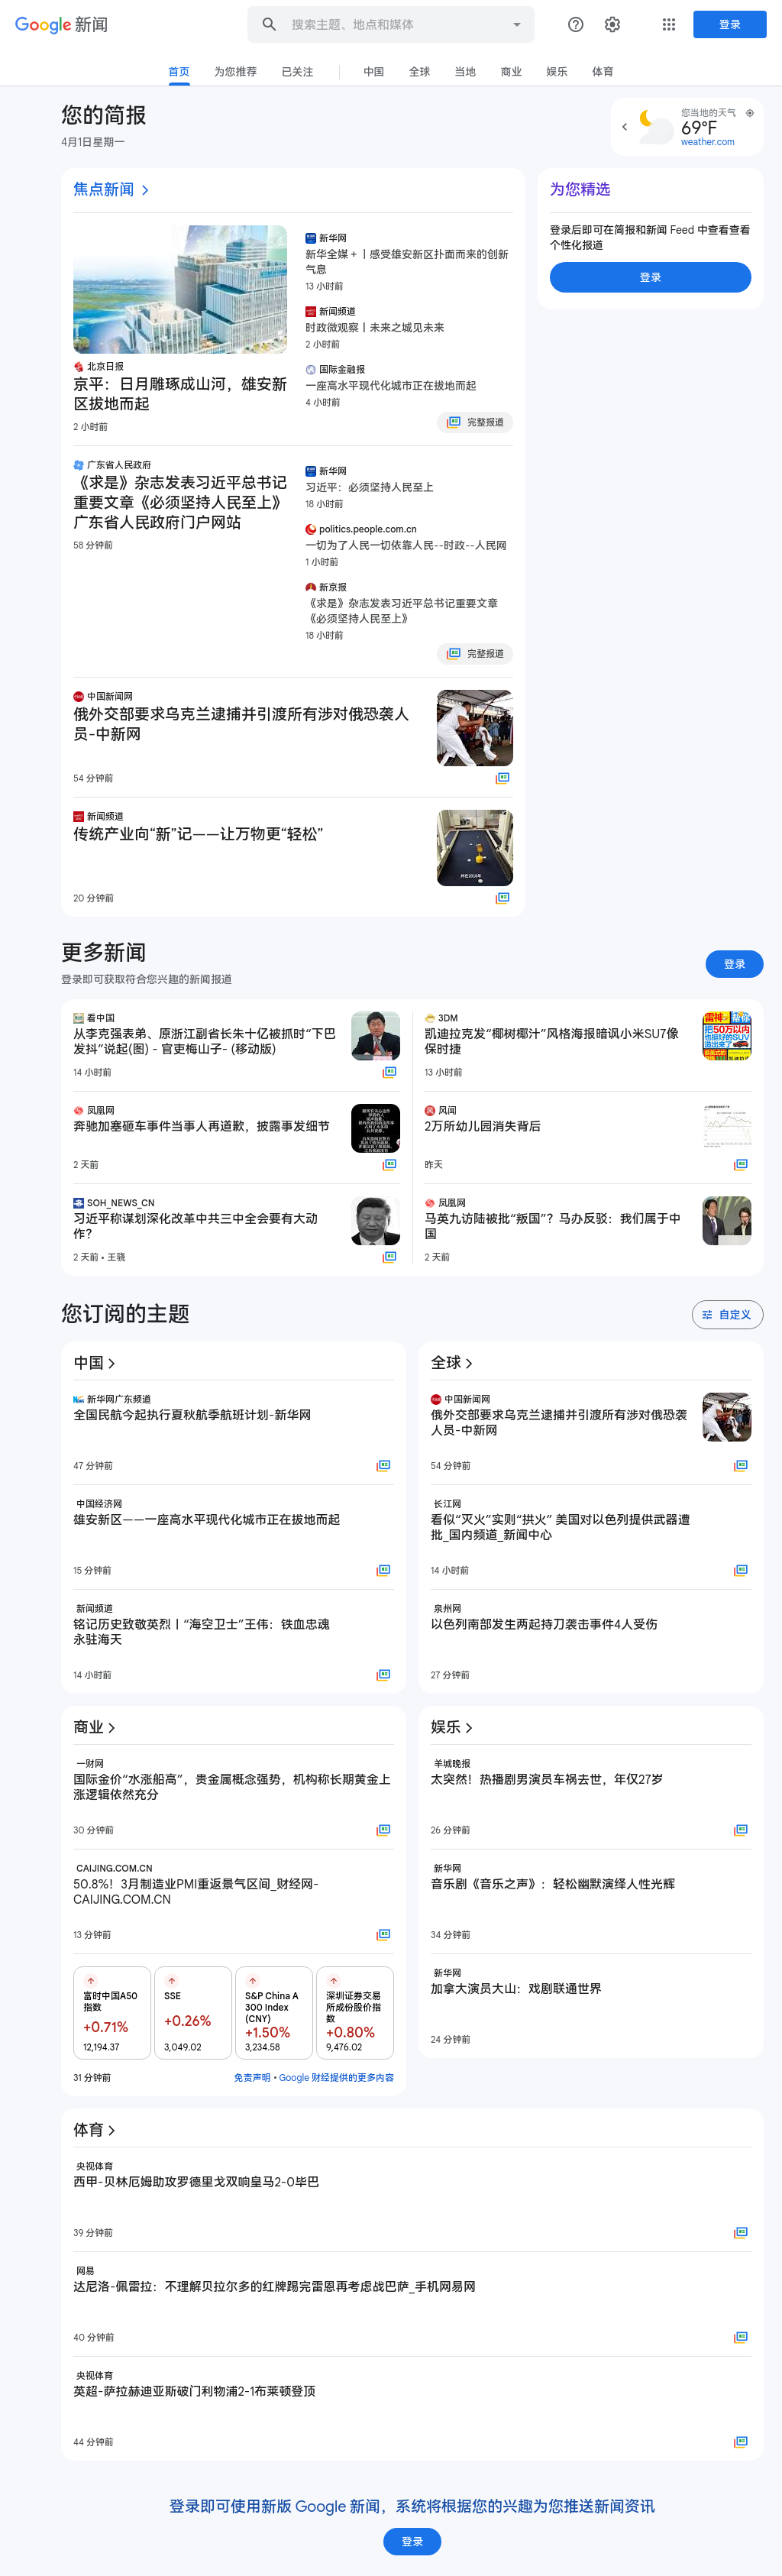 Google 新闻
搜索主题、地点和媒体
登录
首页
为您推荐
已关注
中国
全球
当地
商业
娱乐
体育
您的简报
4月1日星期一
您当地的天气
69°F
weather.com
焦点新闻
北京日报
京平：日月雕琢成山河，雄安新
区拔地而起
2 小时前
新华网
新华全媒＋丨感受雄安新区扑面而来的创新
气息
13 小时前
新闻频道
时政微观察丨未来之城见未来
2 小时前
国际金融报
一座高水平现代化城市正在拔地而起
4 小时前
完整报道
广东省人民政府
《求是》杂志发表习近平总书记
重要文章《必须坚持人民至上》
广东省人民政府门户网站
58 分钟前
新华网
习近平：必须坚持人民至上
18 小时前
politics.people.com.cn
一切为了人民一切依靠人民--时政--人民网
1 小时前
新京报
《求是》杂志发表习近平总书记重要文章
《必须坚持人民至上》
18 小时前
完整报道
中国新闻网
俄外交部要求乌克兰逮捕并引渡所有涉对俄恐袭人
员-中新网
54 分钟前
新闻频道
传统产业向“新”记——让万物更“轻松”
20 分钟前
为您精选
登录后即可在简报和新闻 Feed 中查看查看
个性化报道
登录
更多新闻
登录即可获取符合您兴趣的新闻报道
登录
看中国
从李克强表弟、原浙江副省长朱十亿被抓时“下巴
发抖”说起(图) - 官吏梅山子- (移动版)
14 小时前
3DM
凯迪拉克发“椰树椰汁”风格海报暗讽小米SU7像
保时捷
13 小时前
凤凰网
奔驰加塞砸车事件当事人再道歉，披露事发细节
2 天前
风闻
2万所幼儿园消失背后
昨天
SOH_NEWS_CN
习近平称谋划深化改革中共三中全会要有大动
作？
2 天前 • 王骁
凤凰网
马英九访陆被批“叛国”？马办反驳：我们属于中
国
2 天前
您订阅的主题
自定义
中国
新华网广东频道
全国民航今起执行夏秋航季航班计划-新华网
47 分钟前
中国经济网
雄安新区——一座高水平现代化城市正在拔地而起
15 分钟前
新闻频道
铭记历史致敬英烈丨“海空卫士”王伟：铁血忠魂
永驻海天
14 小时前
全球
中国新闻网
俄外交部要求乌克兰逮捕并引渡所有涉对俄恐袭
人员-中新网
54 分钟前
长江网
看似“灭火”实则“拱火” 美国对以色列提供武器遭
批_国内频道_新闻中心
14 小时前
泉州网
以色列南部发生两起持刀袭击事件4人受伤
27 分钟前
商业
一财网
国际金价“水涨船高”，贵金属概念强势，机构称长期黄金上
涨逻辑依然充分
30 分钟前
CAIJING.COM.CN
50.8%！3月制造业PMI重返景气区间_财经网-
CAIJING.COM.CN
13 分钟前
富时中国A50
指数
+0.71%
12,194.37
SSE
+0.26%
3,049.02
S&P China A
300 Index
(CNY)
+1.50%
3,234.58
深圳证券交易
所成份股价指
数
+0.80%
9,476.02
31 分钟前
免责声明 • Google 财经提供的更多内容
娱乐
羊城晚报
太突然！热播剧男演员车祸去世，年仅27岁
26 分钟前
新华网
音乐剧《音乐之声》：轻松幽默演绎人性光辉
34 分钟前
新华网
加拿大演员大山：戏剧联通世界
24 分钟前
体育
央视体育
西甲-贝林厄姆助攻罗德里戈双响皇马2-0毕巴
39 分钟前
网易
达尼洛-佩雷拉：不理解贝拉尔多的红牌踢完雷恩再考虑战巴萨_手机网易网
40 分钟前
央视体育
英超-萨拉赫迪亚斯破门利物浦2-1布莱顿登顶
44 分钟前
登录即可使用新版 Google 新闻，系统将根据您的兴趣为您推送新闻资讯
登录